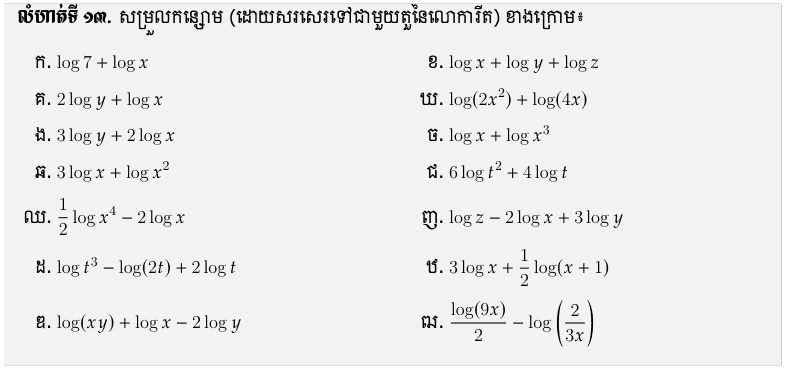 លំហាត់ទី ១៣. សម្រួលកន្សោម (ដោយសរសេរទៅជាមួយតួនៃលោការីត) ខាងក្រោម៖
ក. log 7 + log x ខ. log x + log y + log z
គ. 2 log y + log x ឃ. log(2x²) + log(4x)
ង. 3 log y + 2 log x ច. log x + log x³
ឆ. 3 log x + log x² ជ. 6 log t² + 4 log t
ឈ. 1/2 log x⁴ − 2 log x ញ. log z − 2 log x + 3 log y
ដ. log t³ − log(2t) + 2 log t ឋ. 3 log x + 1/2 log(x + 1)
ឌ. log(xy) + log x − 2 log y ឍ. log(9x)/2 − log(2/3x)